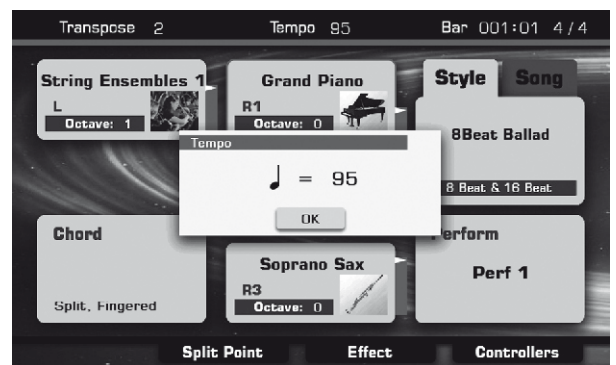 Transpose 2 Tempo 95 Bar 001:01 4/4
String Ensembles 1
L
Octave: 1
Grand Piano
R1
Octave: 0
Style Song
8Beat Ballad
8 Beat & 16 Beat
Tempo
♩ = 95
OK
Chord
Split, Fingered
Soprano Sax
R3
Octave: 0
Perf 1
Split Point Effect Controllers